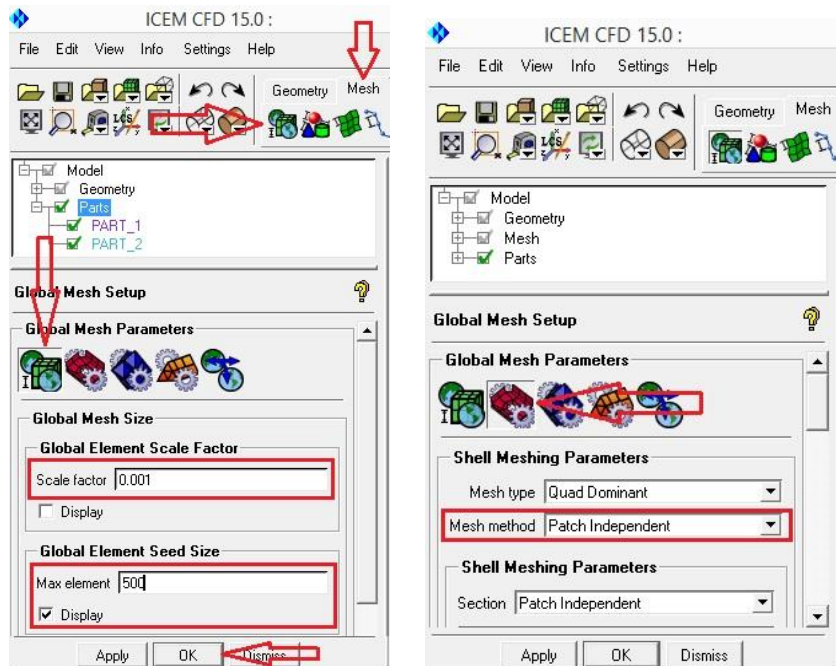 ICEM CFD 15.0 :
File Edit View Info Settings Help
Geometry Mesh
LCS
Model
Geometry
Parts
PART_1
PART_2
Global Mesh Setup
Global Mesh Parameters
Global Mesh Size
Global Element Scale Factor
Scale factor 0.001
Display
Global Element Seed Size
Max element 500
Display
Apply OK Dismiss
ICEM CFD 15.0 :
File Edit View Info Settings Help
Geometry Mesh
LCS
Model
Geometry
Mesh
Parts
Global Mesh Setup
Global Mesh Parameters
Shell Meshing Parameters
Mesh type Quad Dominant
Mesh method Patch Independent
Shell Meshing Parameters
Section Patch Independent
Apply OK Dismiss